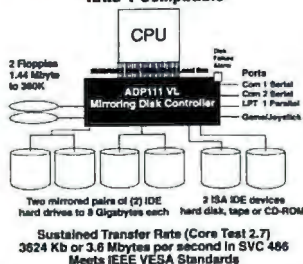 CPU
Disk
Failure
Alarm
2 Floppies
1.44 Mbyte
to 360K
ADP111 VL
Mirroring Disk Controller
Ports
Com 1 Serial
Com 2 Serial
LPT 1 Parallel
Game/Joystick
Two mirrored pairs of (2) IDE
hard drives to 8 Gigabytes each
2 ISA IDE devices
hard disk, tape or CD-ROM
Sustained Transfer Rate (Core Test 2.7)
3624 Kb or 3.6 Mbytes per second in SVC 486
Meets IEEE VESA Standards